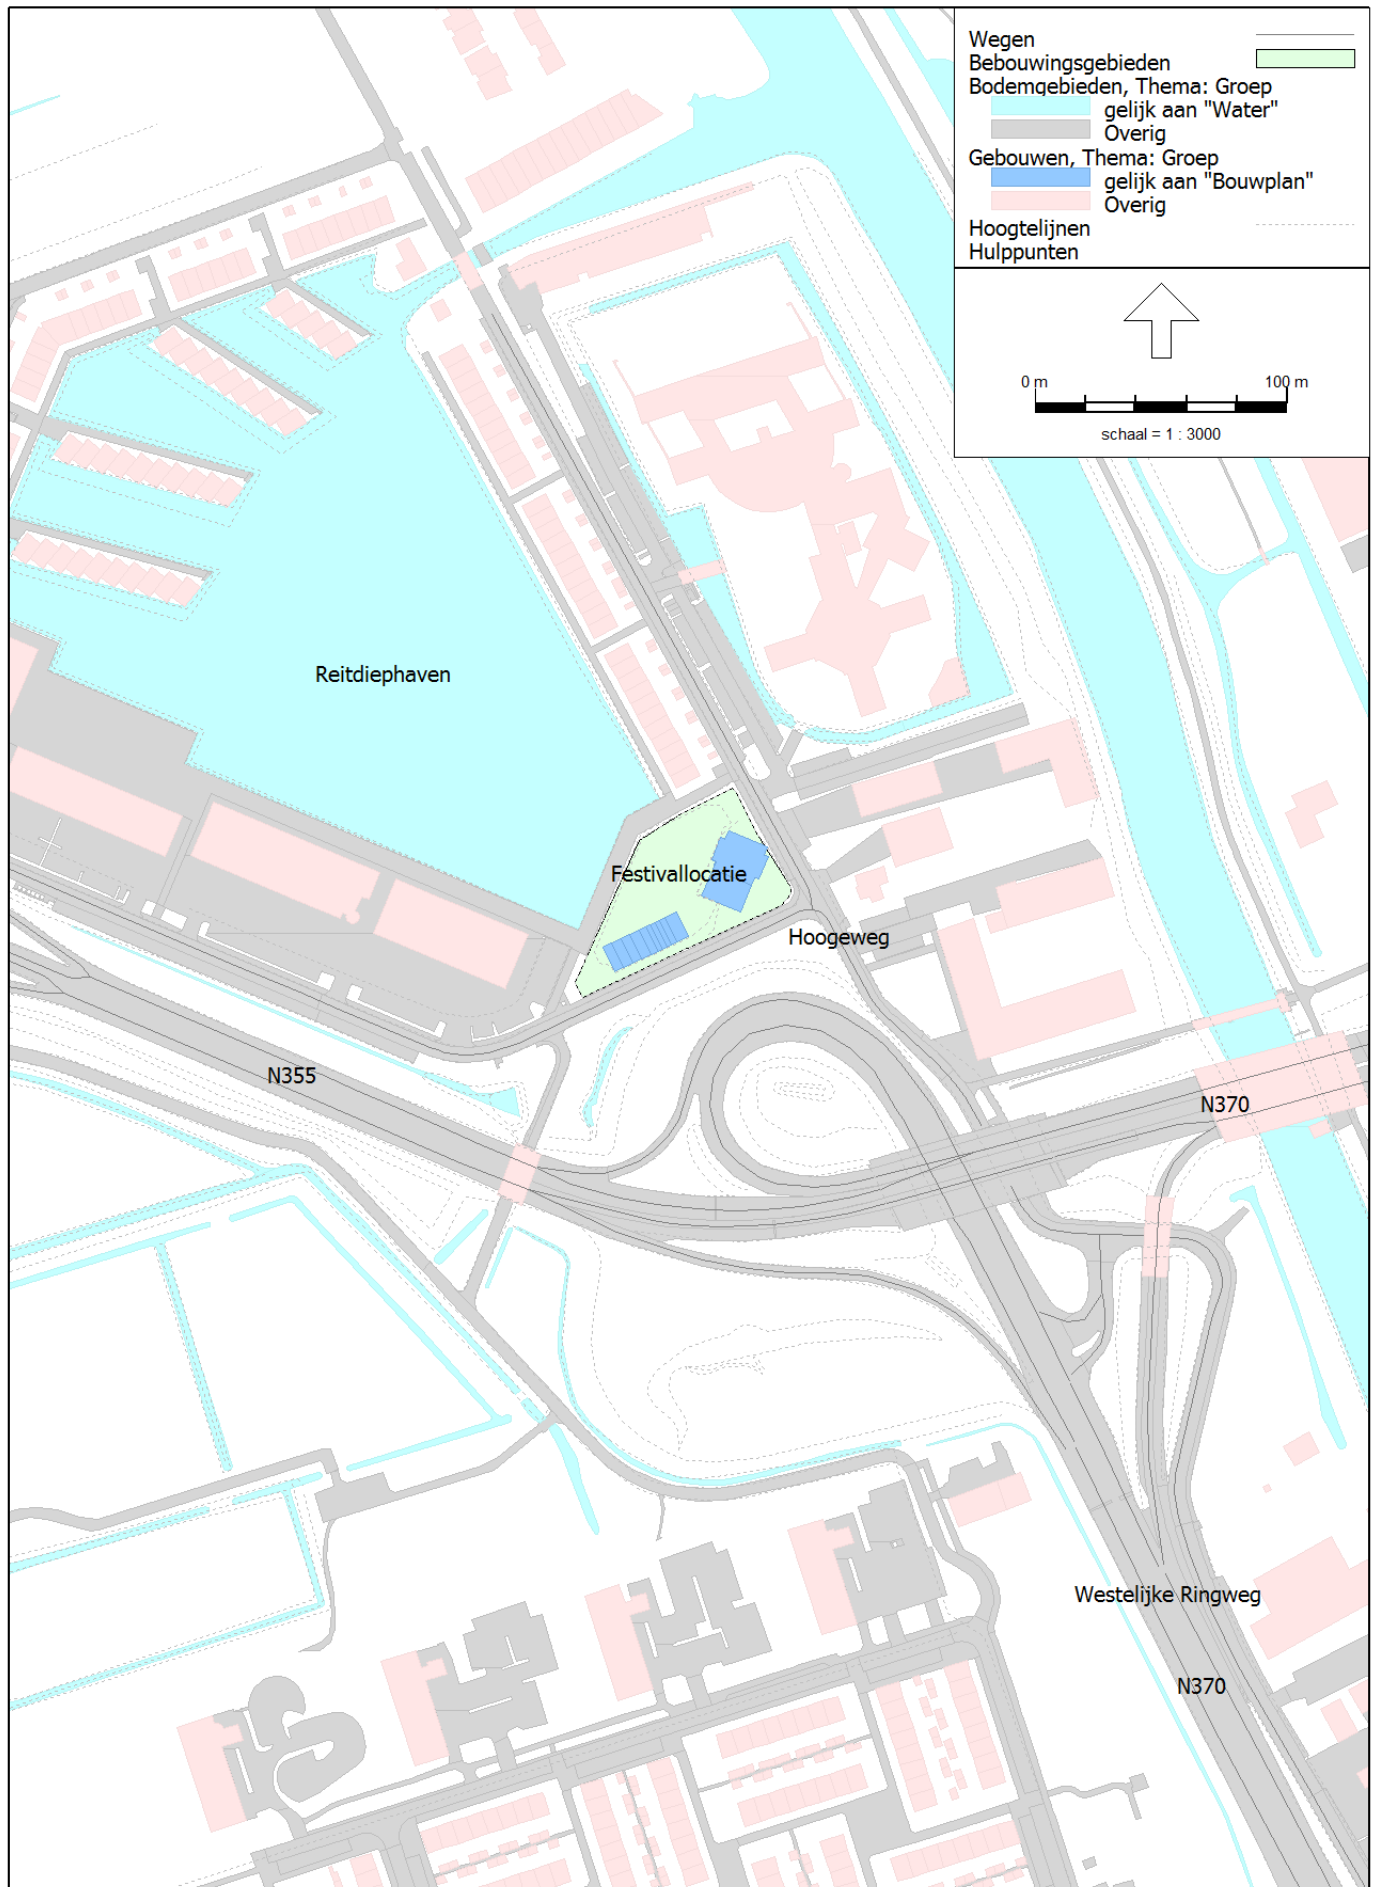 Wegen
Bebouwingsgebieden
Bodemgebieden, Thema: Groep
gelijk aan "Water"
Overig
Gebouwen, Thema: Groep
gelijk aan "Bouwplan"
Overig
Hoogtelijnen
Hulppunten
0 m 100 m
schaal = 1 : 3000
Reitdiephaven
Festivallocatie
Hoogeweg
N355
N370
Westelijke Ringweg
N370